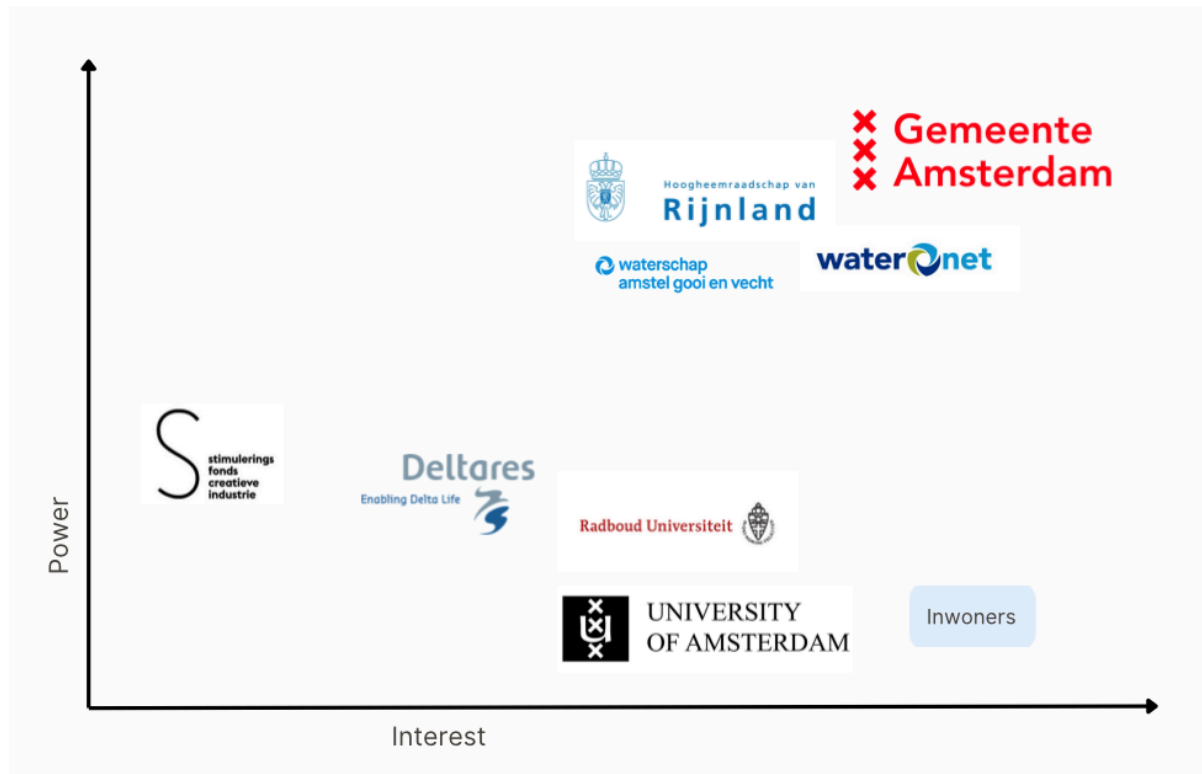 Gemeente
Amsterdam
Hoogheemraadschap van
Rijnland
waterschap
amstel gooi en vecht
waternet
stimulerings
fonds
creatieve
industrie
Deltares
Enabling Delta Life
Radboud Universiteit
UNIVERSITY
OF AMSTERDAM
Inwoners
Power
Interest